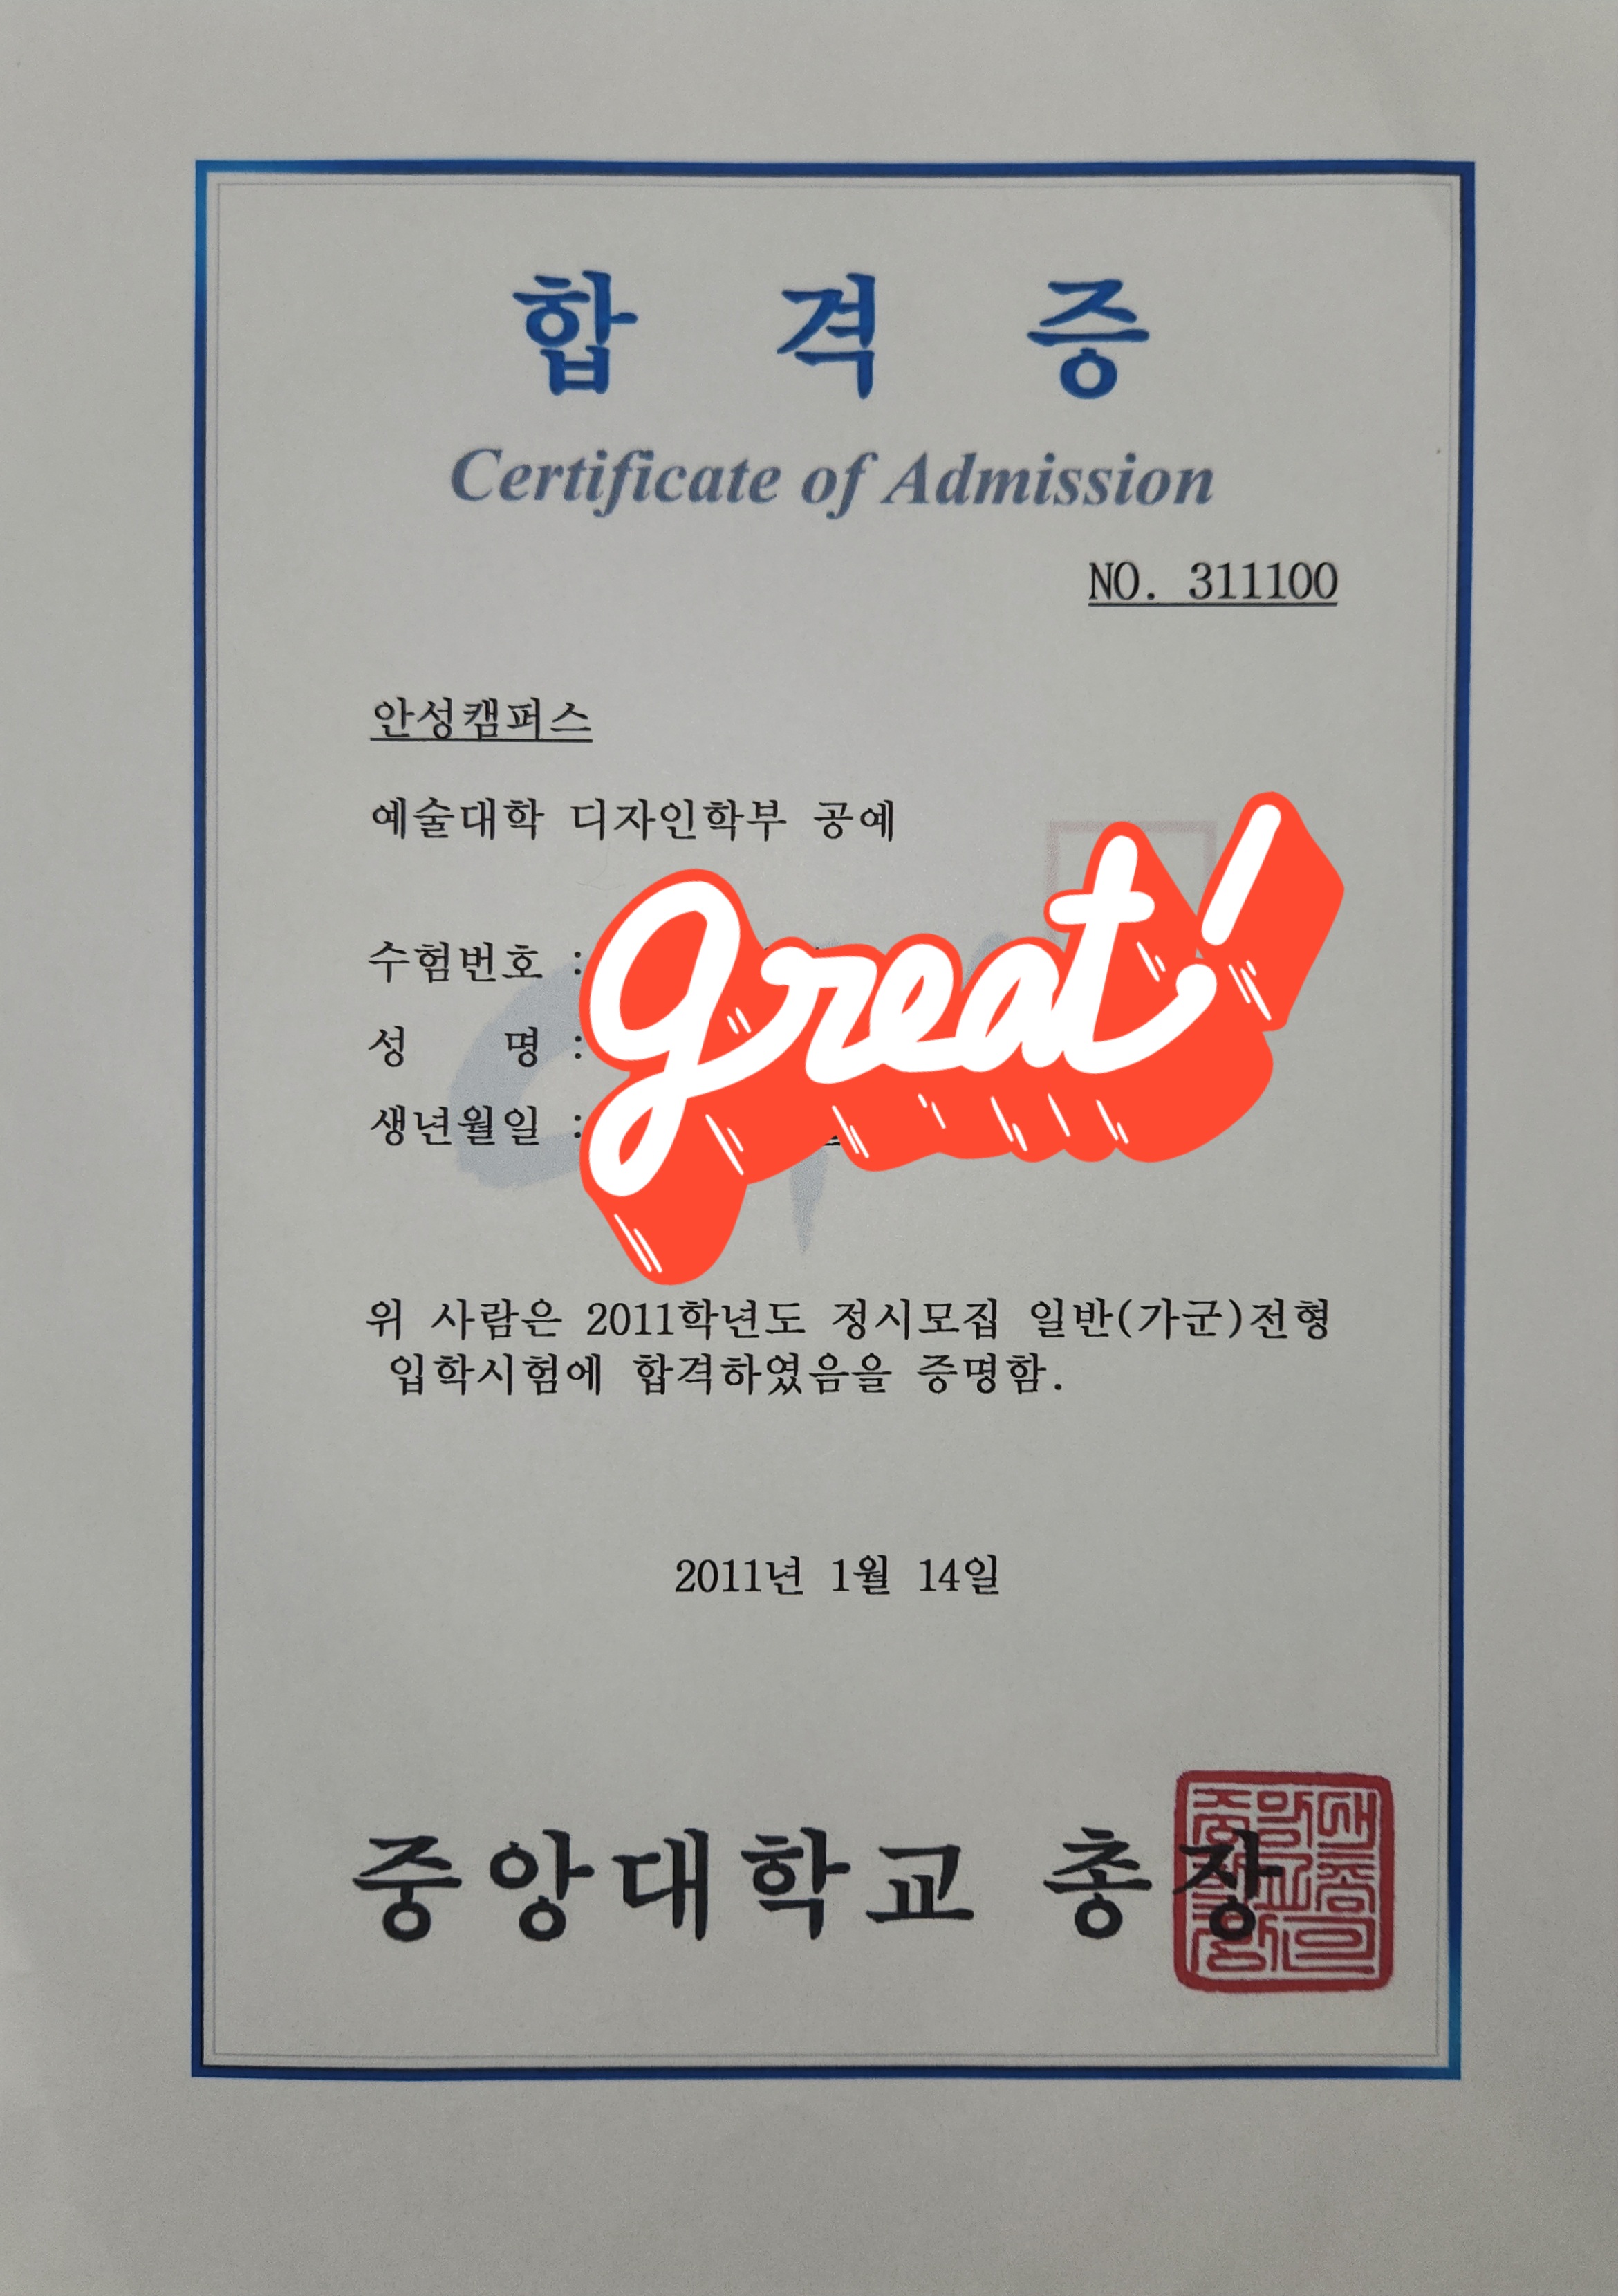 합 격 증
Certificate of Admission
NO. 311100
안성캠퍼스
예술대학 디자인학부 공예
수험번호 :
성 명 :
생년월일 :
great!
위 사람은 2011학년도 정시모집 일반(가군)전형
입학시험에 합격하였음을 증명함.
2011년 1월 14일
중앙대학교 총장